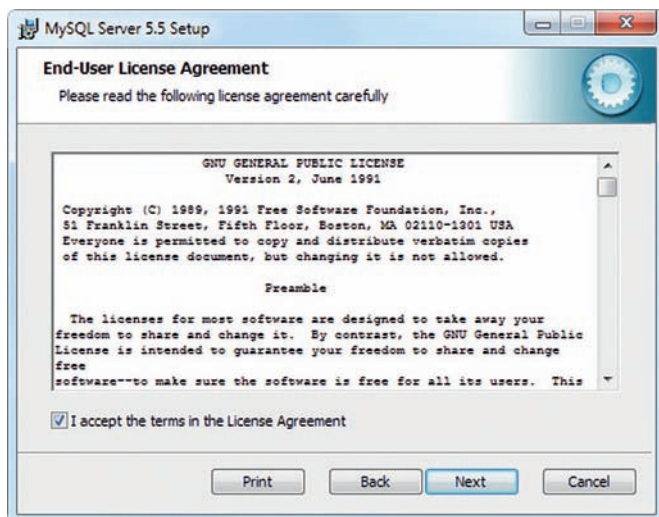 MySQL Server 5.5 Setup
End-User License Agreement
Please read the following license agreement carefully
GNU GENERAL PUBLIC LICENSE
Version 2, June 1991
Copyright (C) 1989, 1991 Free Software Foundation, Inc.,
51 Franklin Street, Fifth Floor, Boston, MA 02110-1301 USA
Everyone is permitted to copy and distribute verbatim copies
of this license document, but changing it is not allowed.
Preamble
The licenses for most software are designed to take away your
freedom to share and change it. By contrast, the GNU General Public
License is intended to guarantee your freedom to share and change
free
software--to make sure the software is free for all its users. This
I accept the terms in the License Agreement
Print Back Next Cancel